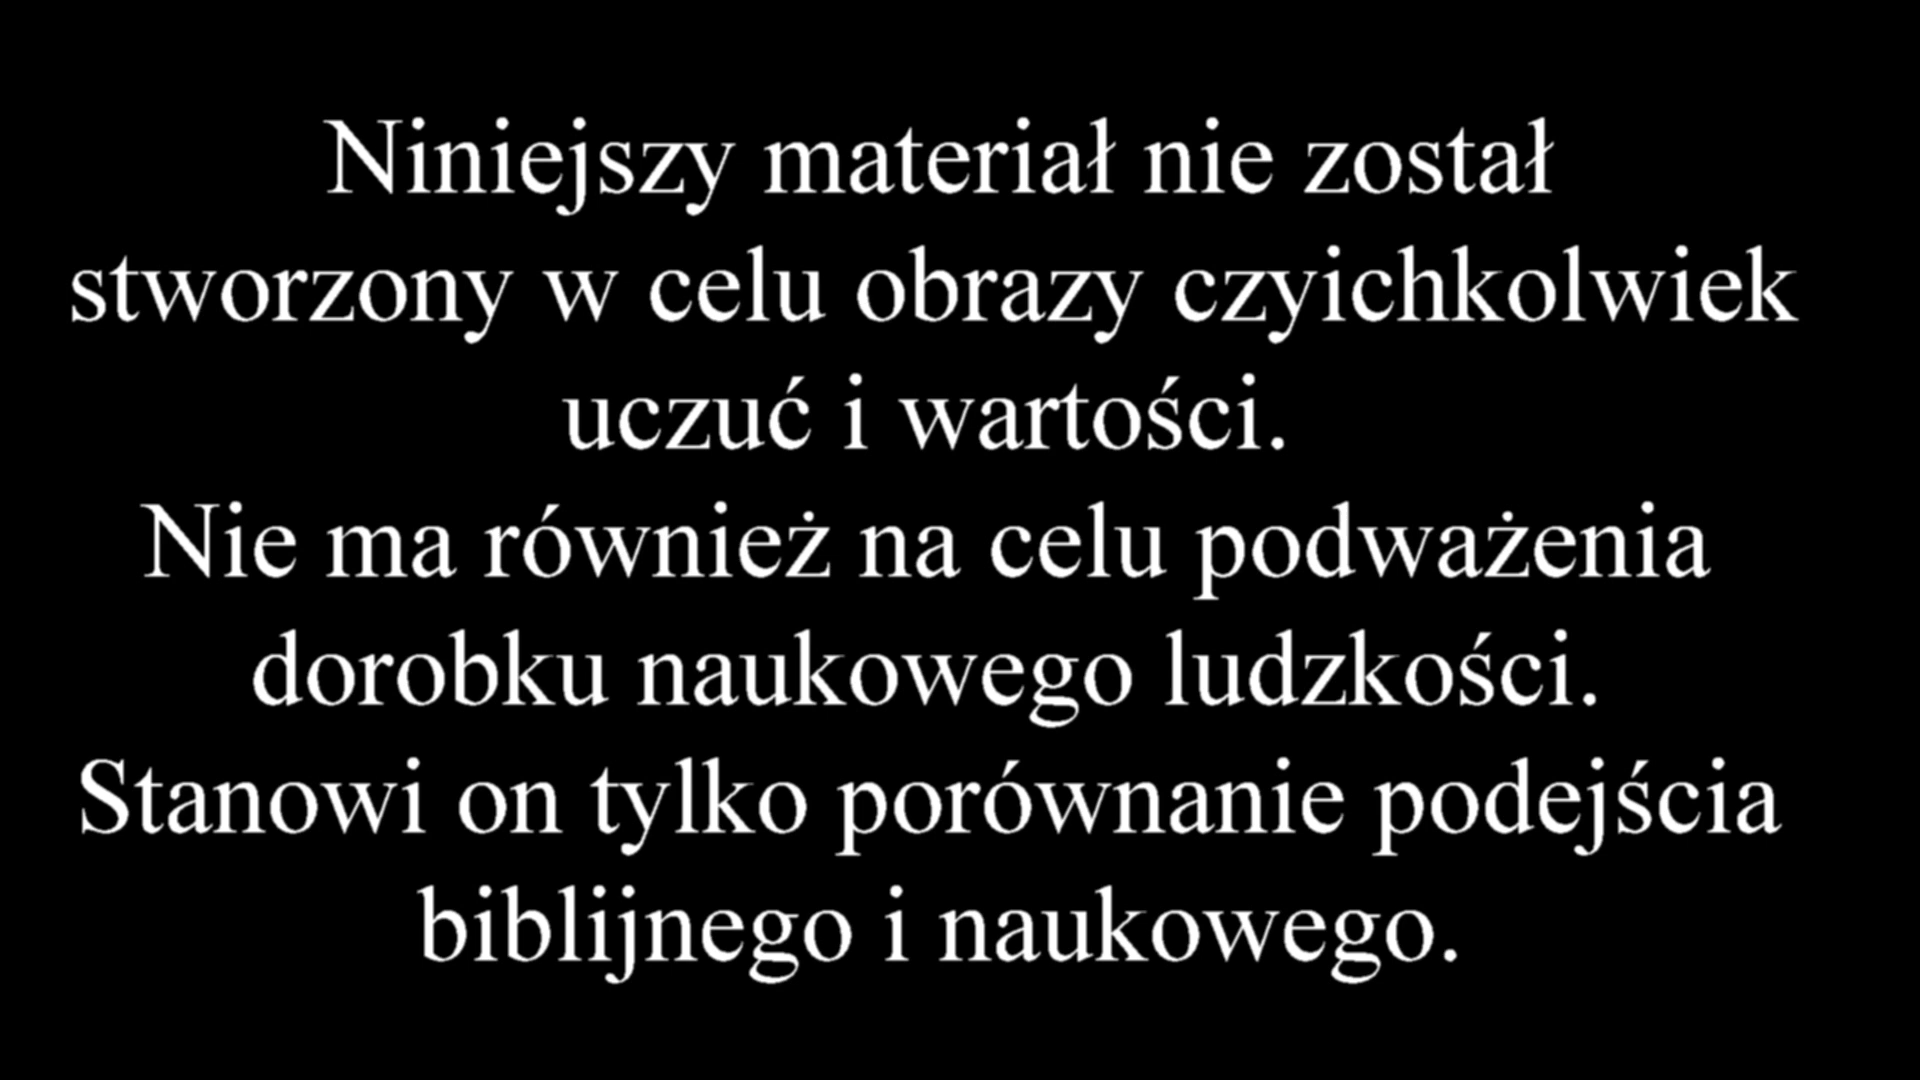 Niniejszy materiał nie został
stworzony w celu obrazy czyichkolwiek
uczuć i wartości.
Nie ma również na celu podważenia
dorobku naukowego ludzkości.
Stanowi on tylko porównanie podejścia
biblijnego i naukowego.